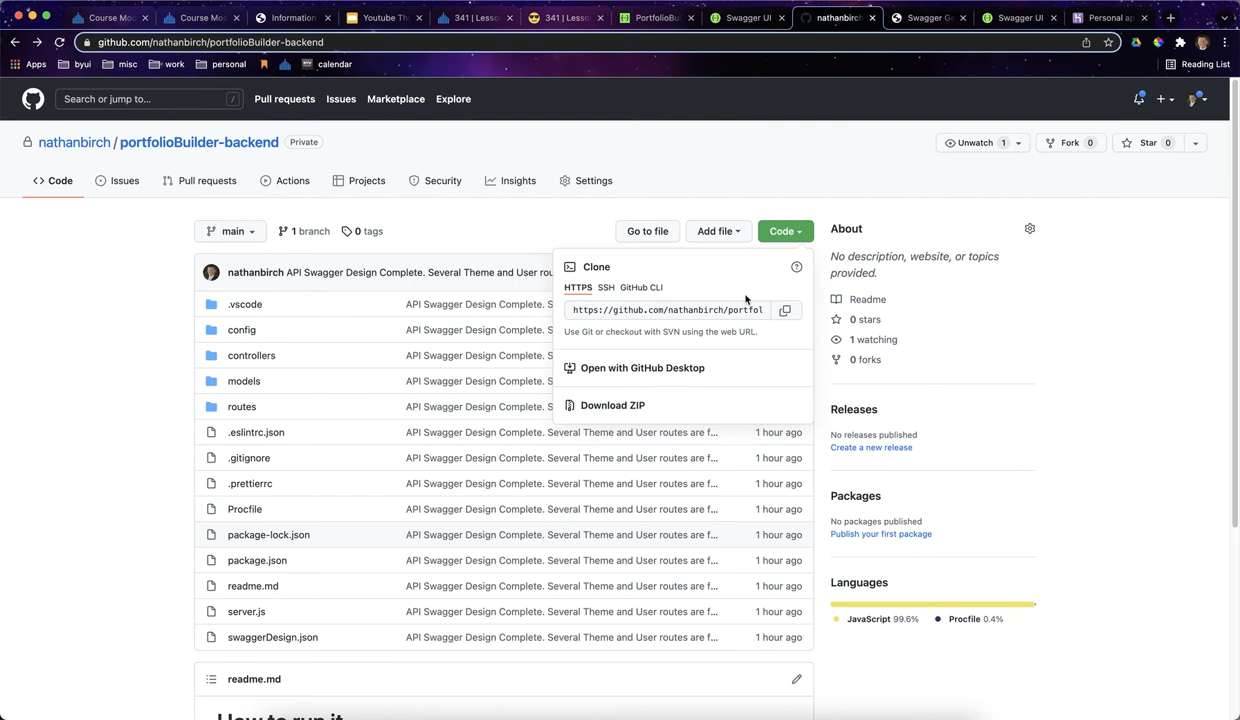 Course Mod
Course Mod
Information
Youtube Th
341 | Lesso
341 | Lesso
PortfolioBu
Swagger UI
nathanbirch
Swagger Ge
Swagger UI
Personal ap
github.com/nathanbirch/portfolioBuilder-backend
Apps
byui
misc
work
personal
calendar
Reading List
Search or jump to...
/
Pull requests
Issues
Marketplace
Explore
nathanbirch / portfolioBuilder-backend
Private
Unwatch 1
Fork 0
Star 0
<> Code
Issues
Pull requests
Actions
Projects
Security
Insights
Settings
main
1 branch
0 tags
Go to file
Add file
Code
About
No description, website, or topics
provided.
Readme
0 stars
1 watching
0 forks
Releases
No releases published
Create a new release
Packages
No packages published
Publish your first package
Languages
JavaScript 99.6%
Procfile 0.4%
Clone
?
HTTPS SSH GitHub CLI
https://github.com/nathanbirch/portfol
Use Git or checkout with SVN using the web URL.
Open with GitHub Desktop
Download ZIP
nathanbirch API Swagger Design Complete. Several Theme and User rou
.vscode API Swagger Design Complete. S
config API Swagger Design Complete. S
controllers API Swagger Design Complete. S
models API Swagger Design Complete. S
routes API Swagger Design Complete. S
.eslintrc.json API Swagger Design Complete. Several Theme and User routes are f... 1 hour ago
.gitignore API Swagger Design Complete. Several Theme and User routes are f... 1 hour ago
.prettierrc API Swagger Design Complete. Several Theme and User routes are f... 1 hour ago
Procfile API Swagger Design Complete. Several Theme and User routes are f... 1 hour ago
package-lock.json API Swagger Design Complete. Several Theme and User routes are f... 1 hour ago
package.json API Swagger Design Complete. Several Theme and User routes are f... 1 hour ago
readme.md API Swagger Design Complete. Several Theme and User routes are f... 1 hour ago
server.js API Swagger Design Complete. Several Theme and User routes are f... 1 hour ago
swaggerDesign.json API Swagger Design Complete. Several Theme and User routes are f... 1 hour ago
readme.md
How to run it